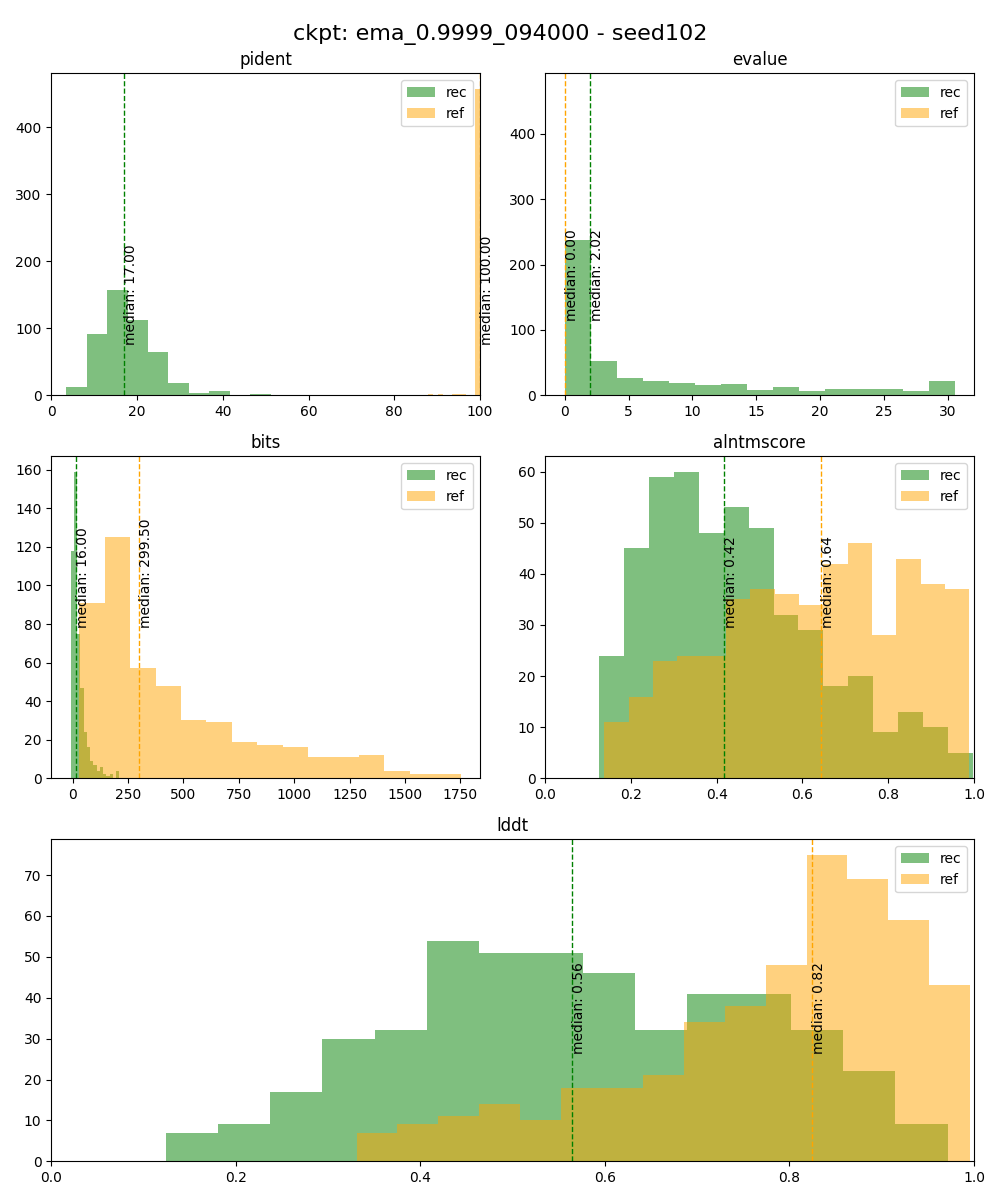 ckpt: ema_0.9999_094000 - seed102
pident
rec
ref
median: 17.00
median: 100.00
400
300
200
100
0
0 20 40 60 80 100
evalue
rec
ref
median: 0.00
median: 2.02
400
300
200
100
0
0 5 10 15 20 25 30
bits
rec
ref
median: 16.00
median: 299.50
160
140
120
100
80
60
40
20
0
0 250 500 750 1000 1250 1500 1750
alntmscore
rec
ref
median: 0.42
median: 0.64
60
50
40
30
20
10
0
0.0 0.2 0.4 0.6 0.8 1.0
lddt
rec
ref
median: 0.56
median: 0.82
70
60
50
40
30
20
10
0
0.0 0.2 0.4 0.6 0.8 1.0